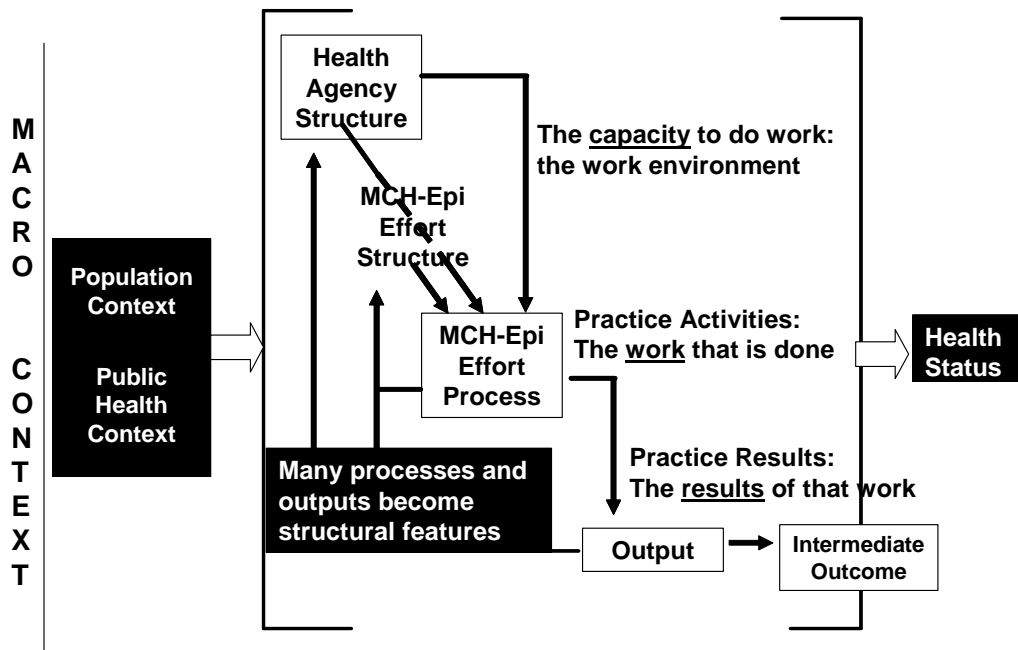 MACRO CONTEXT
Population
Context
Public
Health
Context
Health
Agency
Structure
The capacity to do work:
the work environment
MCH-Epi
Effort
Structure
MCH-Epi
Effort
Process
Practice Activities:
The work that is done
Health
Status
Many processes and
outputs become
structural features
Practice Results:
The results of that work
Output
Intermediate
Outcome